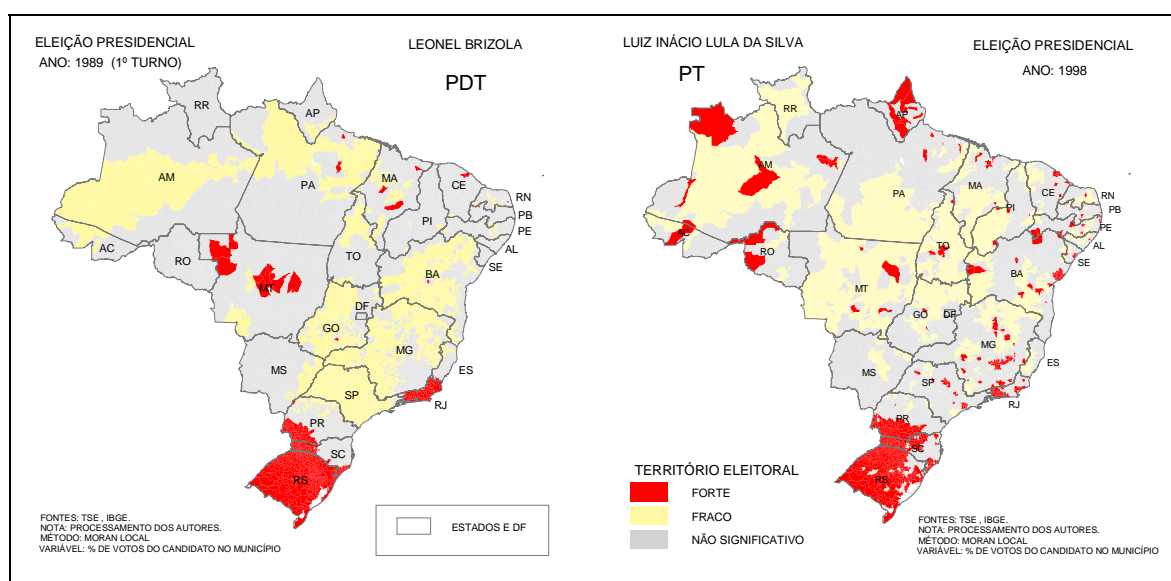 ELEIÇÃO PRESIDENCIAL
ANO: 1989 (1º TURNO)
LEONEL BRIZOLA
PDT
RR
AP
AM
PA
MA
CE
RN
PB
PE
AL
SE
PI
AC
RO
TO
MT
BA
DF
GO
MG
ES
MS
SP
RJ
PR
SC
RS
FONTES: TSE , IBGE.
NOTA: PROCESSAMENTO DOS AUTORES.
MÉTODO: MORAN LOCAL
VARIÁVEL: % DE VOTOS DO CANDIDATO NO MUNICÍPIO
ESTADOS E DF
LUIZ INÁCIO LULA DA SILVA
PT
ELEIÇÃO PRESIDENCIAL
ANO: 1998
RR
AP
AM
PA
MA
CE
RN
PB
PE
AL
SE
PI
AC
RO
TO
MT
BA
GO
DF
MG
ES
MS
SP
RJ
PR
SC
RS
TERRITÓRIO ELEITORAL
FORTE
FRACO
NÃO SIGNIFICATIVO
FONTES: TSE , IBGE.
NOTA: PROCESSAMENTO DOS AUTORES.
MÉTODO: MORAN LOCAL
VARIÁVEL: % DE VOTOS DO CANDIDATO NO MUNICÍPIO